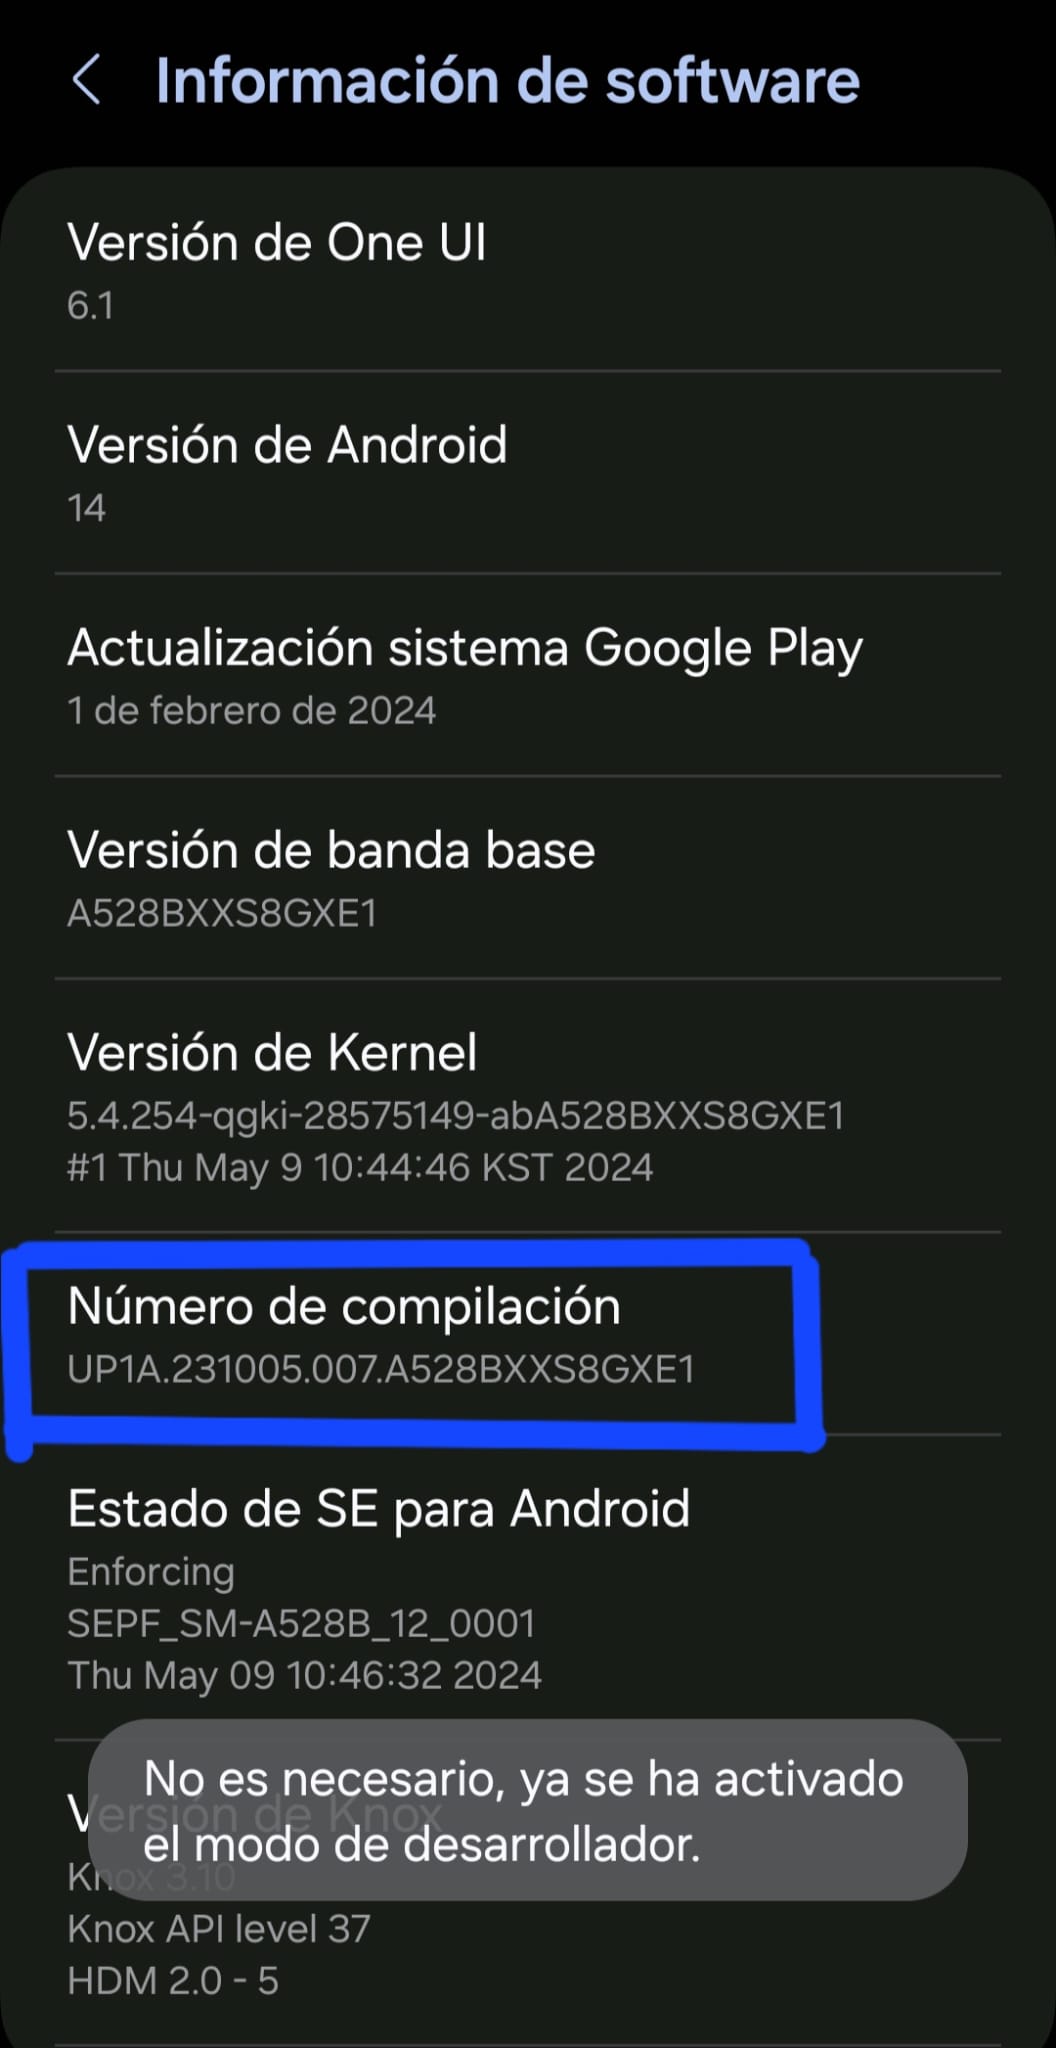 Información de software
Versión de One UI
6.1
Versión de Android
14
Actualización sistema Google Play
1 de febrero de 2024
Versión de banda base
A528BXXS8GXE1
Versión de Kernel
5.4.254-qgki-28575149-abA528BXXS8GXE1
#1 Thu May 9 10:44:46 KST 2024
Número de compilación
UP1A.231005.007.A528BXXS8GXE1
Estado de SE para Android
Enforcing
SEPF_SM-A528B_12_0001
Thu May 09 10:46:32 2024
No es necesario, ya se ha activado
Versión de Knox
el modo de desarrollador.
Knox 3.10
Knox API level 37
HDM 2.0 - 5